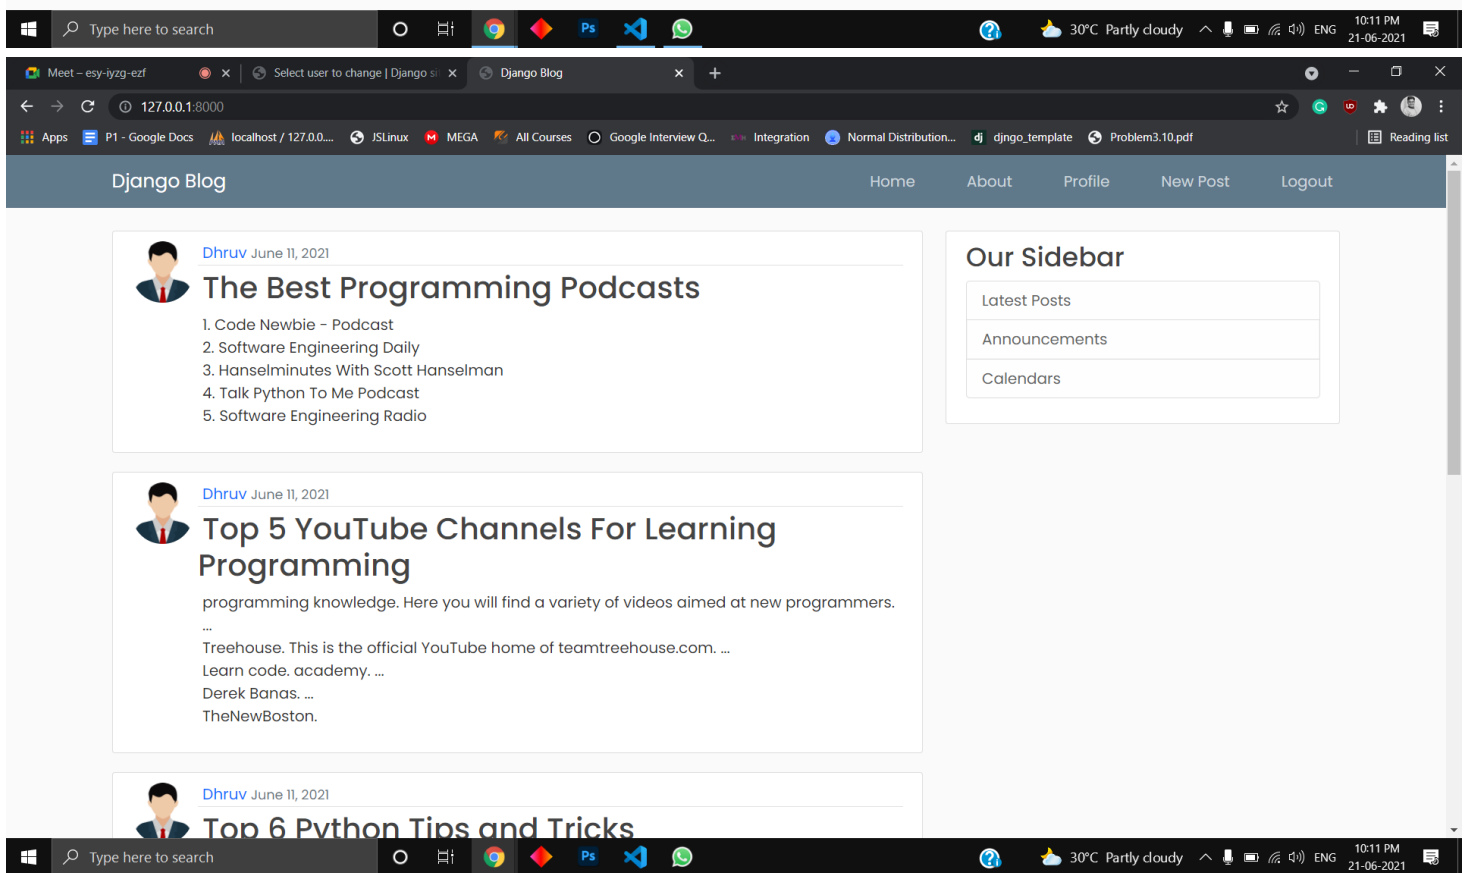 Type here to search
Ps
30°C Partly cloudy
ENG
10:11 PM
21-06-2021
Meet – esy-iyzg-ezf
Select user to change | Django si
Django Blog
127.0.0.1:8000
Apps
P1 - Google Docs
localhost / 127.0.0....
JSLinux
M
MEGA
All Courses
Google Interview Q...
Integration
Normal Distribution...
dj
djngo_template
Problem3.10.pdf
Reading list
Django Blog
Home
About
Profile
New Post
Logout
Dhruv June 11, 2021
The Best Programming Podcasts
1. Code Newbie - Podcast
2. Software Engineering Daily
3. Hanselminutes With Scott Hanselman
4. Talk Python To Me Podcast
5. Software Engineering Radio
Our Sidebar
Latest Posts
Announcements
Calendars
Dhruv June 11, 2021
Top 5 YouTube Channels For Learning
Programming
programming knowledge. Here you will find a variety of videos aimed at new programmers.
...
Treehouse. This is the official YouTube home of teamtreehouse.com. ...
Learn code. academy. ...
Derek Banas. ...
TheNewBoston.
Dhruv June 11, 2021
Top 6 Python Tips and Tricks
Type here to search
Ps
30°C Partly cloudy
ENG
10:11 PM
21-06-2021